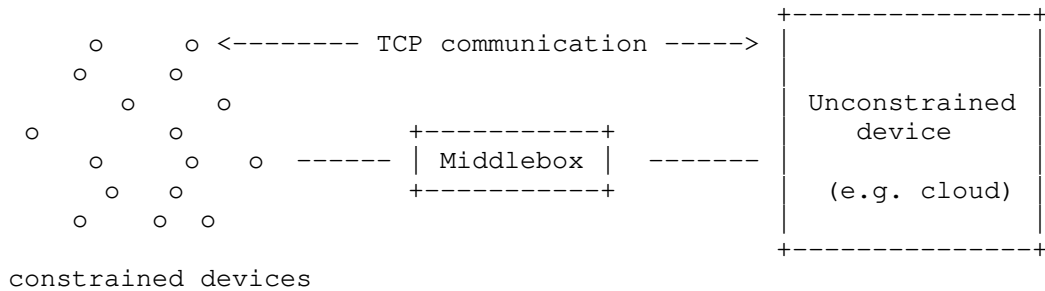 TCP communication
Unconstrained
device
Middlebox
(e.g. cloud)
constrained devices